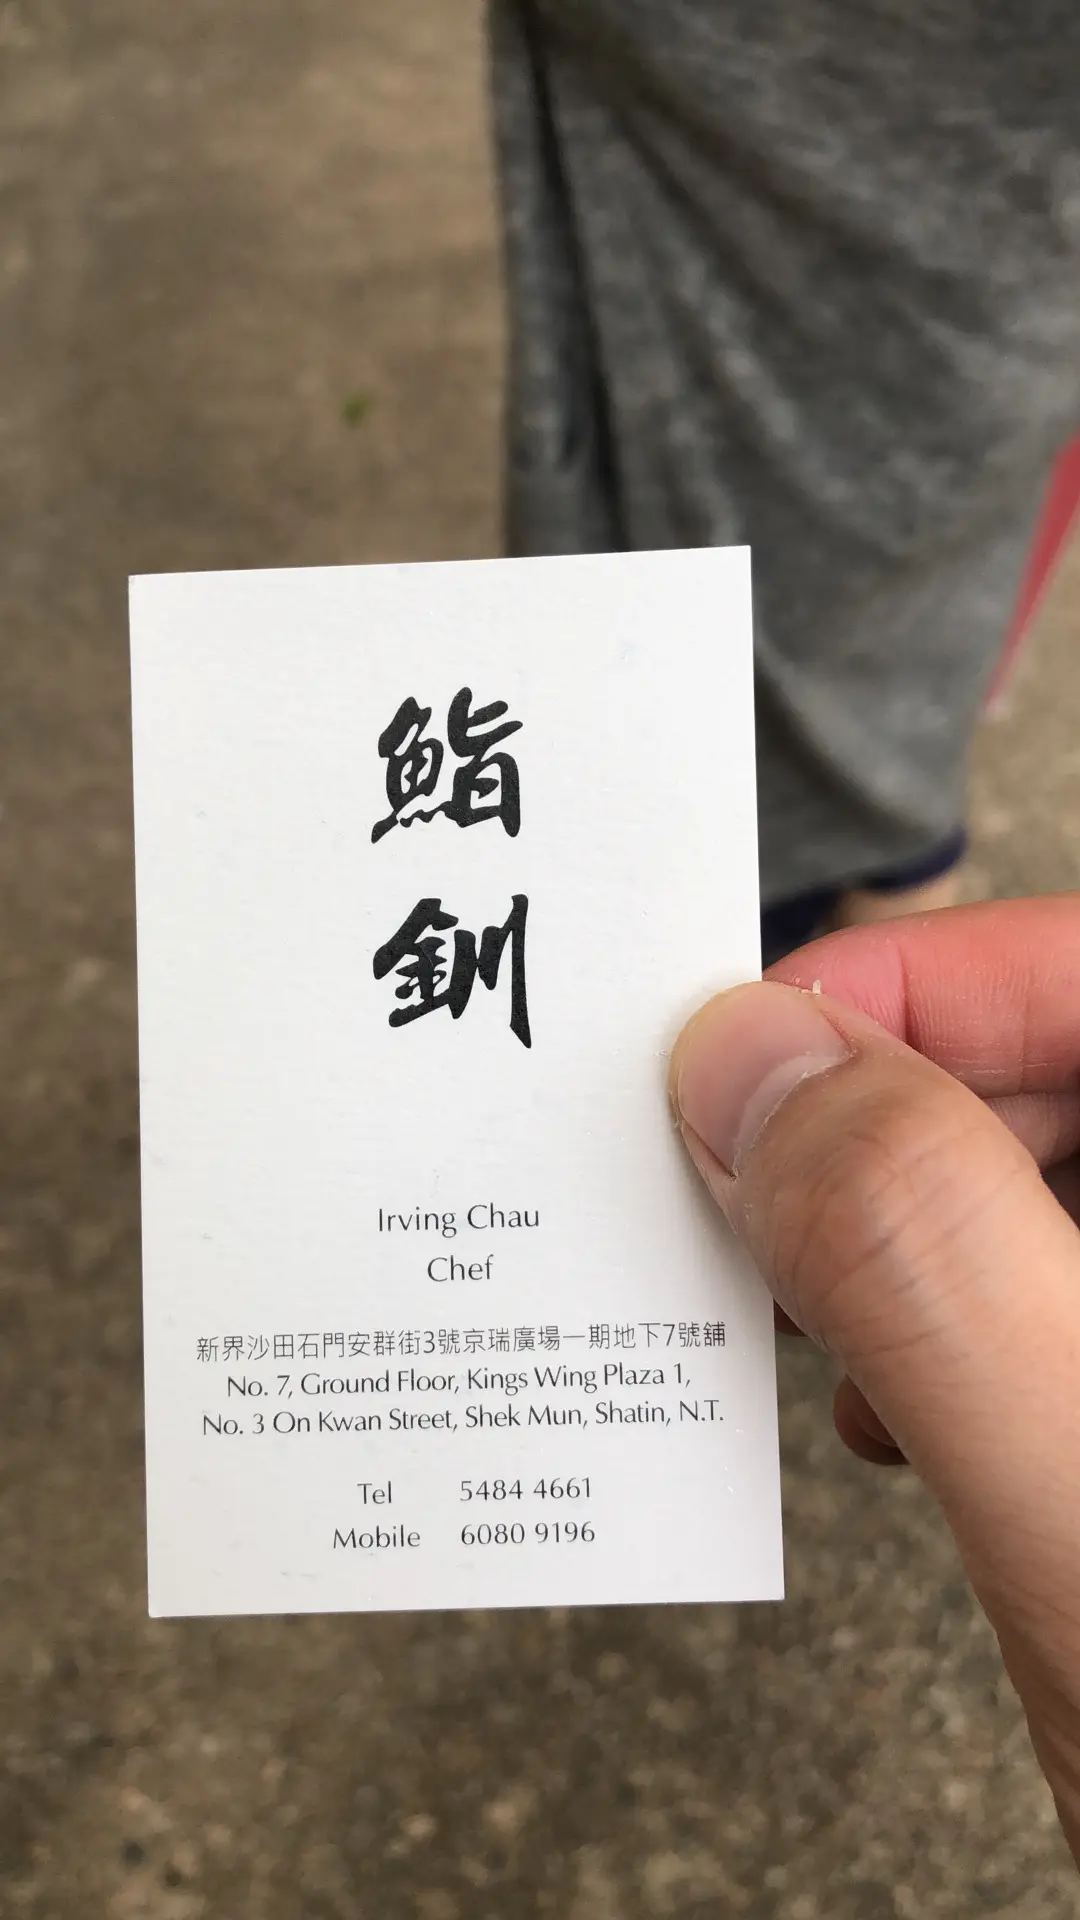 鮨
釧
Irving Chau
Chef
新界沙田石門安群街3號京瑞廣場一期地下7號舖
No. 7, Ground Floor, Kings Wing Plaza 1,
No. 3 On Kwan Street, Shek Mun, Shatin, N.T.
Tel 5484 4661
Mobile 6080 9196